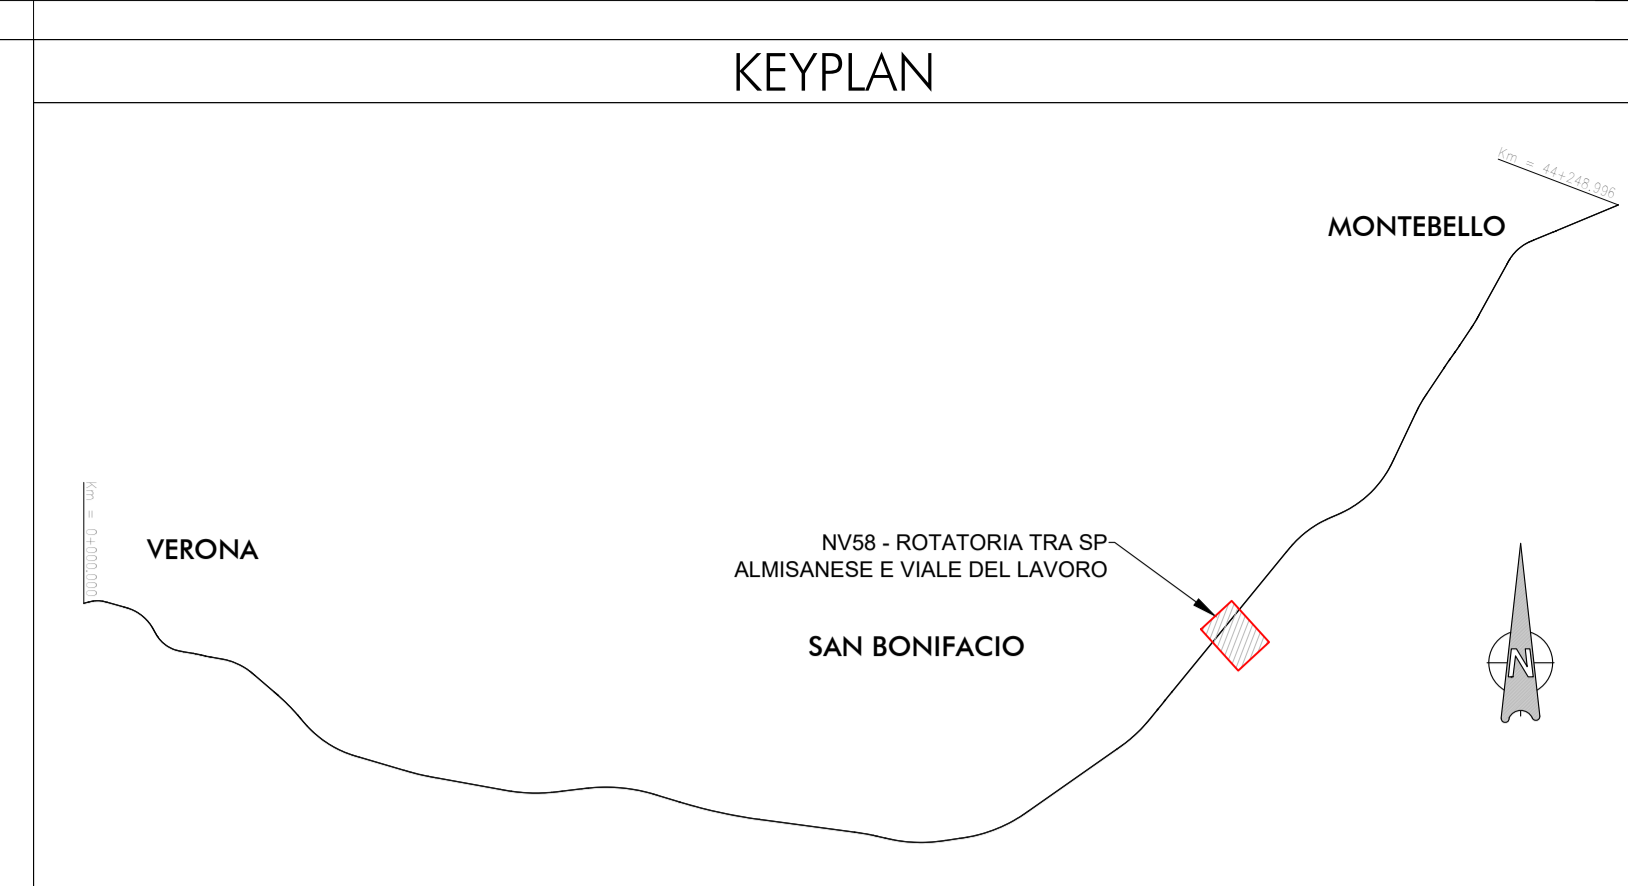 KEYPLAN
Km = 44+248.996
MONTEBELLO
Km = 0+000.000
VERONA
NV58 - ROTATORIA TRA SP
ALMISANESE E VIALE DEL LAVORO
SAN BONIFACIO
N